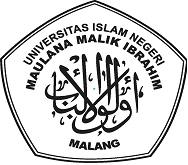 UNIVERSITAS ISLAM NEGERI
MAULANA MALIK IBRAHIM
أولو الألباب
MALANG